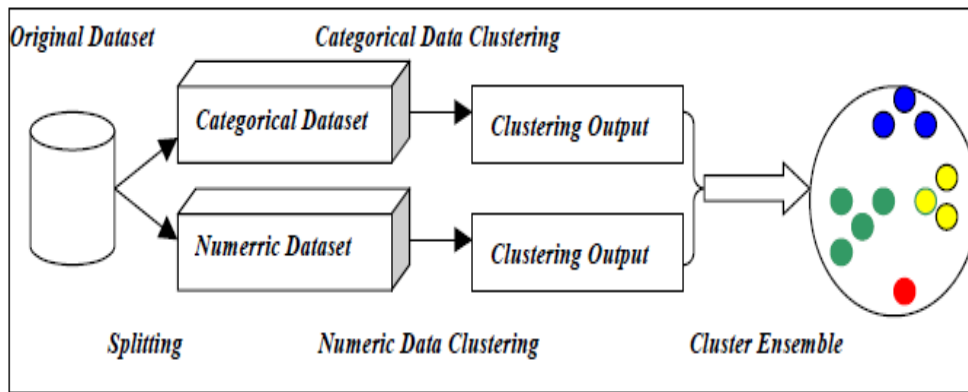 Original Dataset
Categorical Data Clustering
Categorical Dataset
Clustering Output
Numerric Dataset
Clustering Output
Splitting
Numeric Data Clustering
Cluster Ensemble